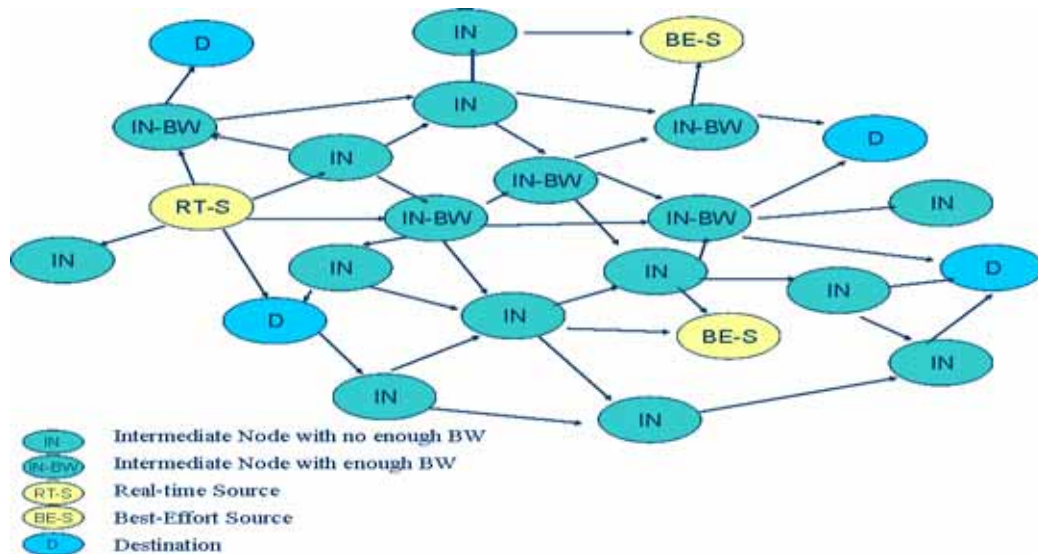 IN
D
BE-S
IN
IN-BW
IN-BW
D
IN
IN-BW
IN
RT-S
IN-BW
IN-BW
IN
IN
IN
D
IN
IN
D
BE-S
IN
IN
IN
IN Intermediate Node with no enough BW
IN-BW Intermediate Node with enough BW
RT-S Real-time Source
BE-S Best-Effort Source
D Destination